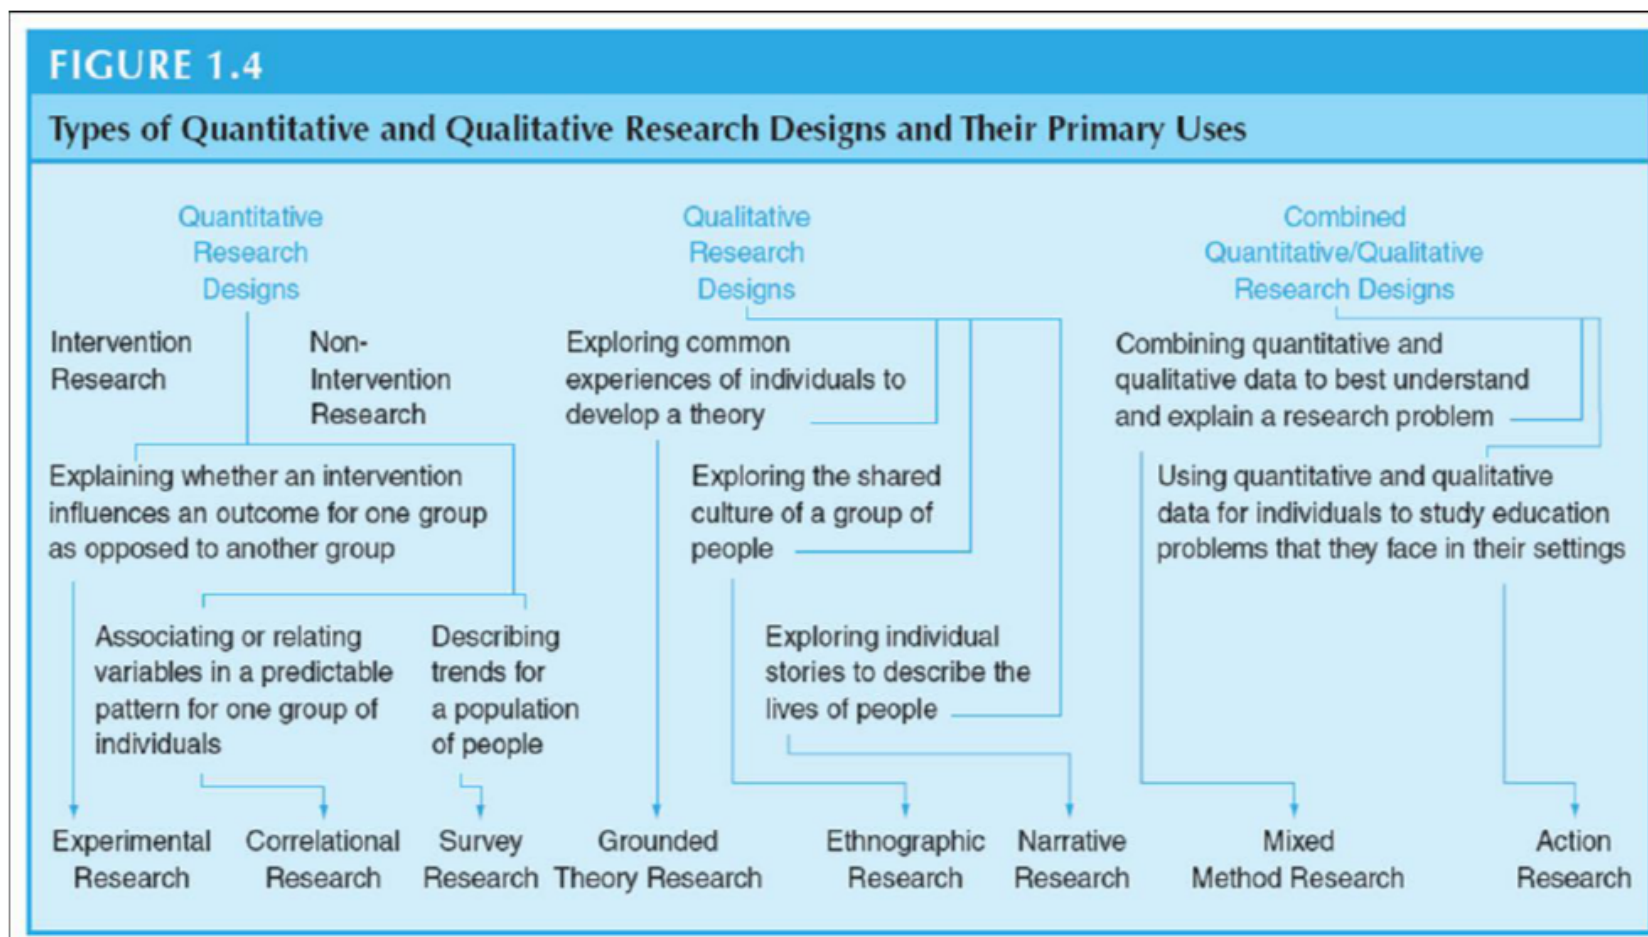 FIGURE 1.4
Types of Quantitative and Qualitative Research Designs and Their Primary Uses
Quantitative
Research
Designs
Intervention
Research
Non-
Intervention
Research
Explaining whether an intervention
influences an outcome for one group
as opposed to another group
Associating or relating
variables in a predictable
pattern for one group of
individuals
Describing
trends for
a population
of people
Experimental
Research
Correlational
Research
Survey
Research
Qualitative
Research
Designs
Exploring common
experiences of individuals to
develop a theory
Exploring the shared
culture of a group of
people
Exploring individual
stories to describe the
lives of people
Grounded
Theory Research
Ethnographic
Research
Narrative
Research
Combined
Quantitative/Qualitative
Research Designs
Combining quantitative and
qualitative data to best understand
and explain a research problem
Using quantitative and qualitative
data for individuals to study education
problems that they face in their settings
Mixed
Method Research
Action
Research